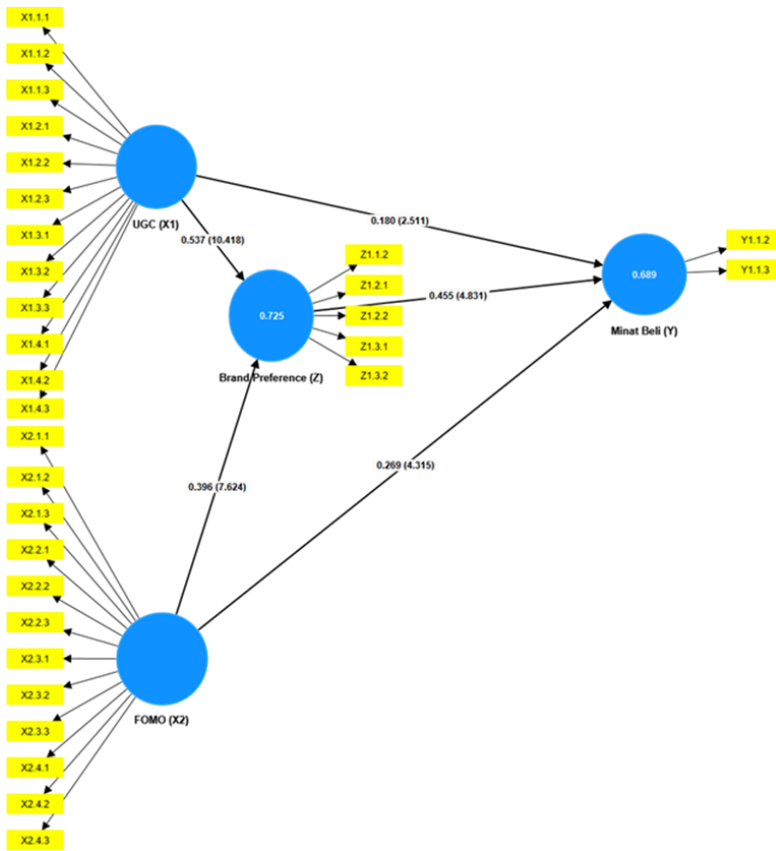 X1.1.1
X1.1.2
X1.1.3
X1.2.1
X1.2.2
X1.2.3
X1.3.1
X1.3.2
X1.3.3
X1.4.1
X1.4.2
X1.4.3
UGC (X1)
0.180 (2.511)
0.537 (10.418)
Z1.1.2
Z1.2.1
Z1.2.2
Z1.3.1
Z1.3.2
0.725
Brand Preference (Z)
0.455 (4.831)
0.689
Minat Beli (Y)
Y1.1.2
Y1.1.3
0.396 (7.624)
0.269 (4.315)
X2.1.1
X2.1.2
X2.1.3
X2.2.1
X2.2.2
X2.2.3
X2.3.1
X2.3.2
X2.3.3
X2.4.1
X2.4.2
X2.4.3
FOMO (X2)